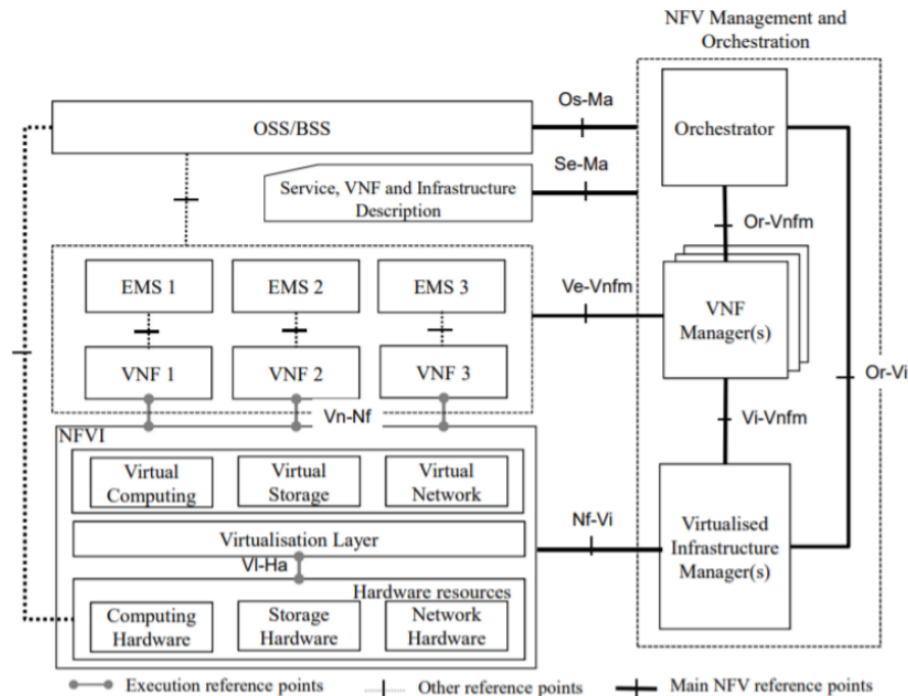 NFV Management and
Orchestration
Os-Ma
OSS/BSS
Orchestrator
Se-Ma
Service, VNF and Infrastructure
Description
Or-Vnfm
EMS 1
EMS 2
EMS 3
Ve-Vnfm
VNF
Manager(s)
VNF 1
VNF 2
VNF 3
Or-Vi
Vn-Nf
Vi-Vnfm
NFVI
Virtual
Computing
Virtual
Storage
Virtual
Network
Nf-Vi
Virtualised
Infrastructure
Manager(s)
Virtualisation Layer
Vl-Ha
Hardware resources
Computing
Hardware
Storage
Hardware
Network
Hardware
Execution reference points
Other reference points
Main NFV reference points